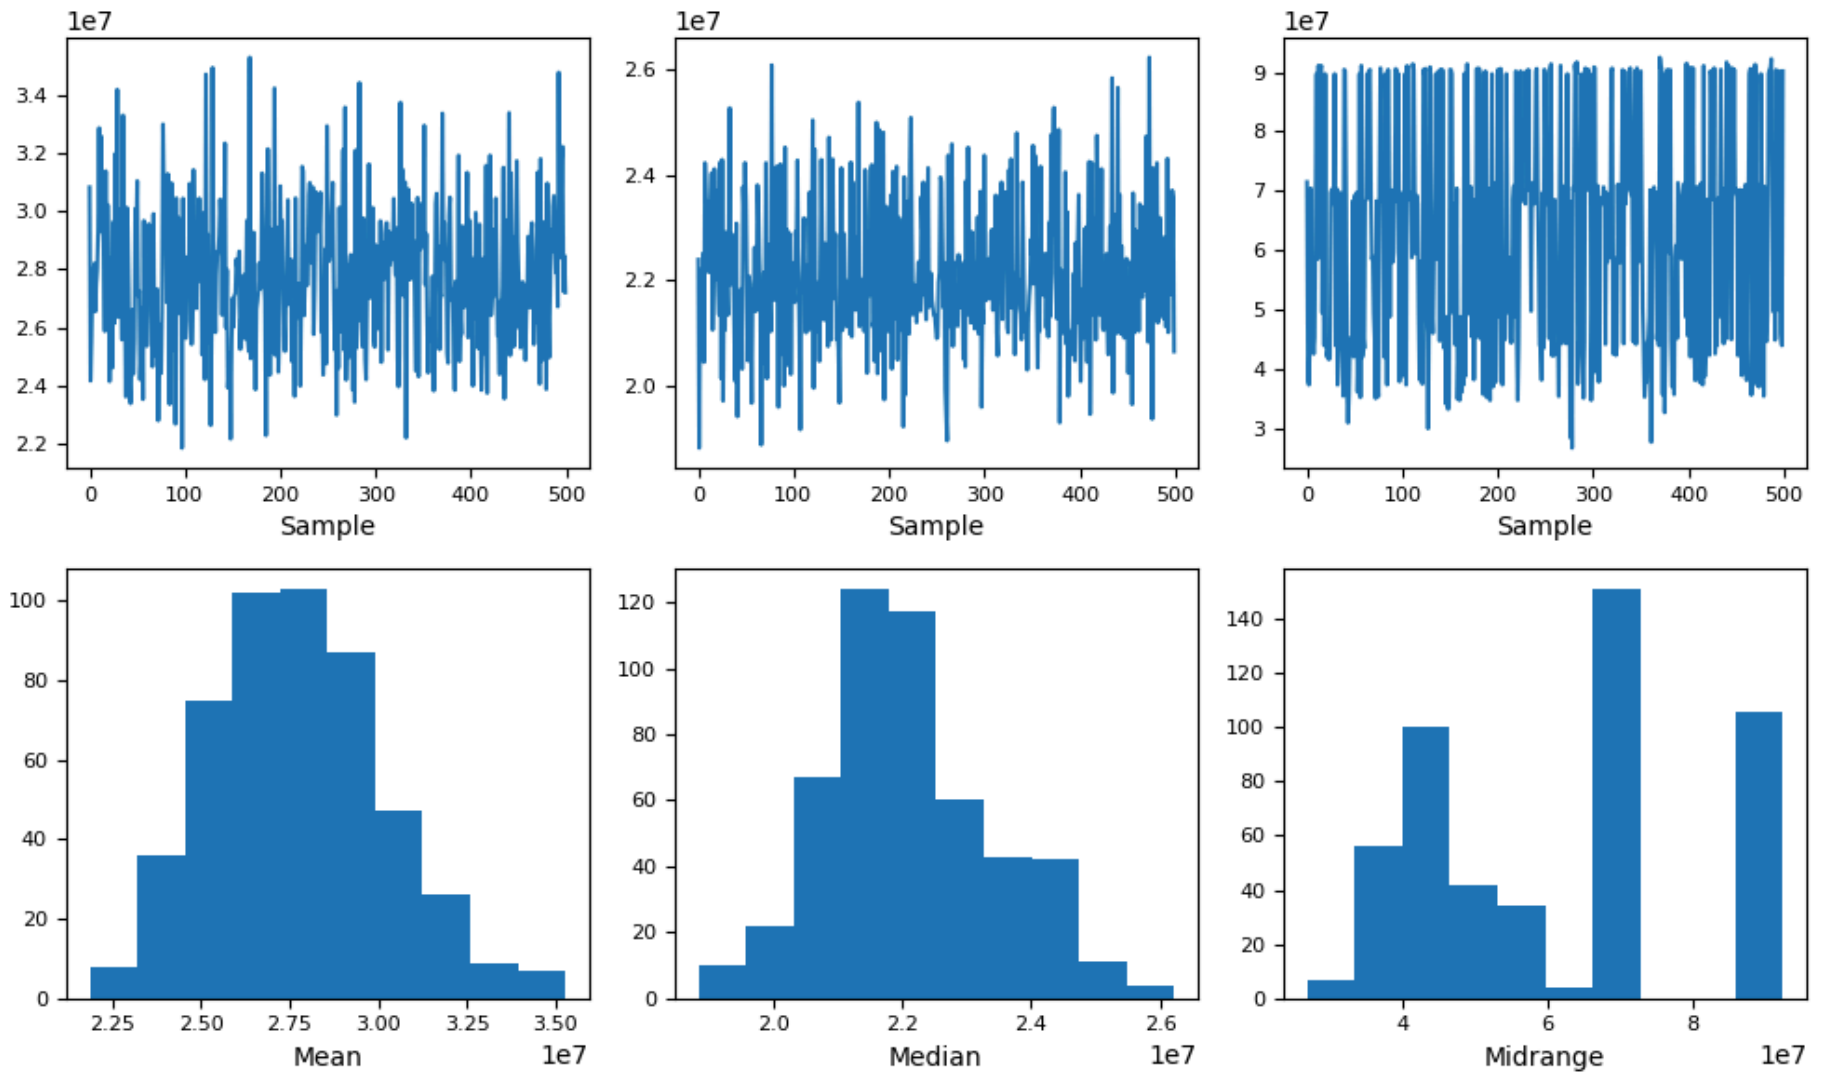 1e7 1e7 1e7
3.4 3.2 3.0 2.8 2.6 2.4 2.2
2.6 2.4 2.2 2.0
9 8 7 6 5 4 3
0 100 200 300 400 500 0 100 200 300 400 500 0 100 200 300 400 500
Sample Sample Sample
100 80 60 40 20 0
120 100 80 60 40 20 0
140 120 100 80 60 40 20 0
2.25 2.50 2.75 3.00 3.25 3.50 2.0 2.2 2.4 2.6 4 6 8
Mean 1e7 Median 1e7 Midrange 1e7